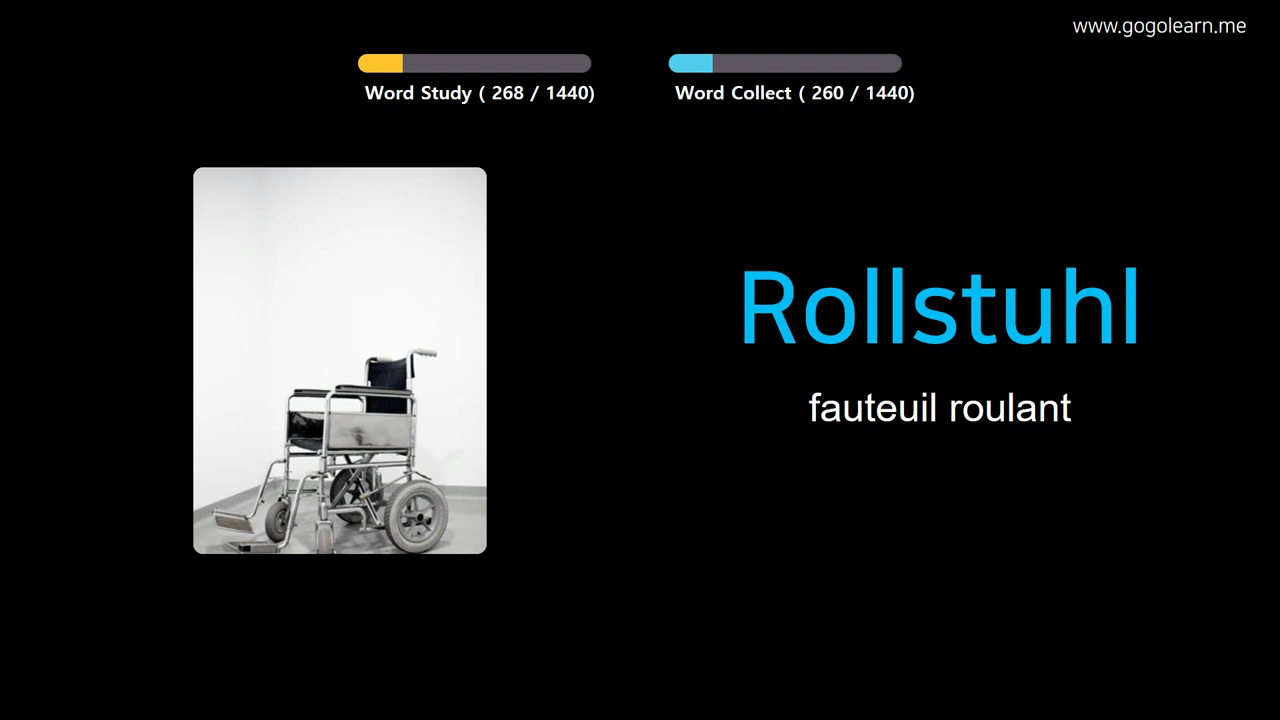 www.gogolearn.me
Word Study ( 268 / 1440)
Word Collect ( 260 / 1440)
Rollstuhl
fauteuil roulant